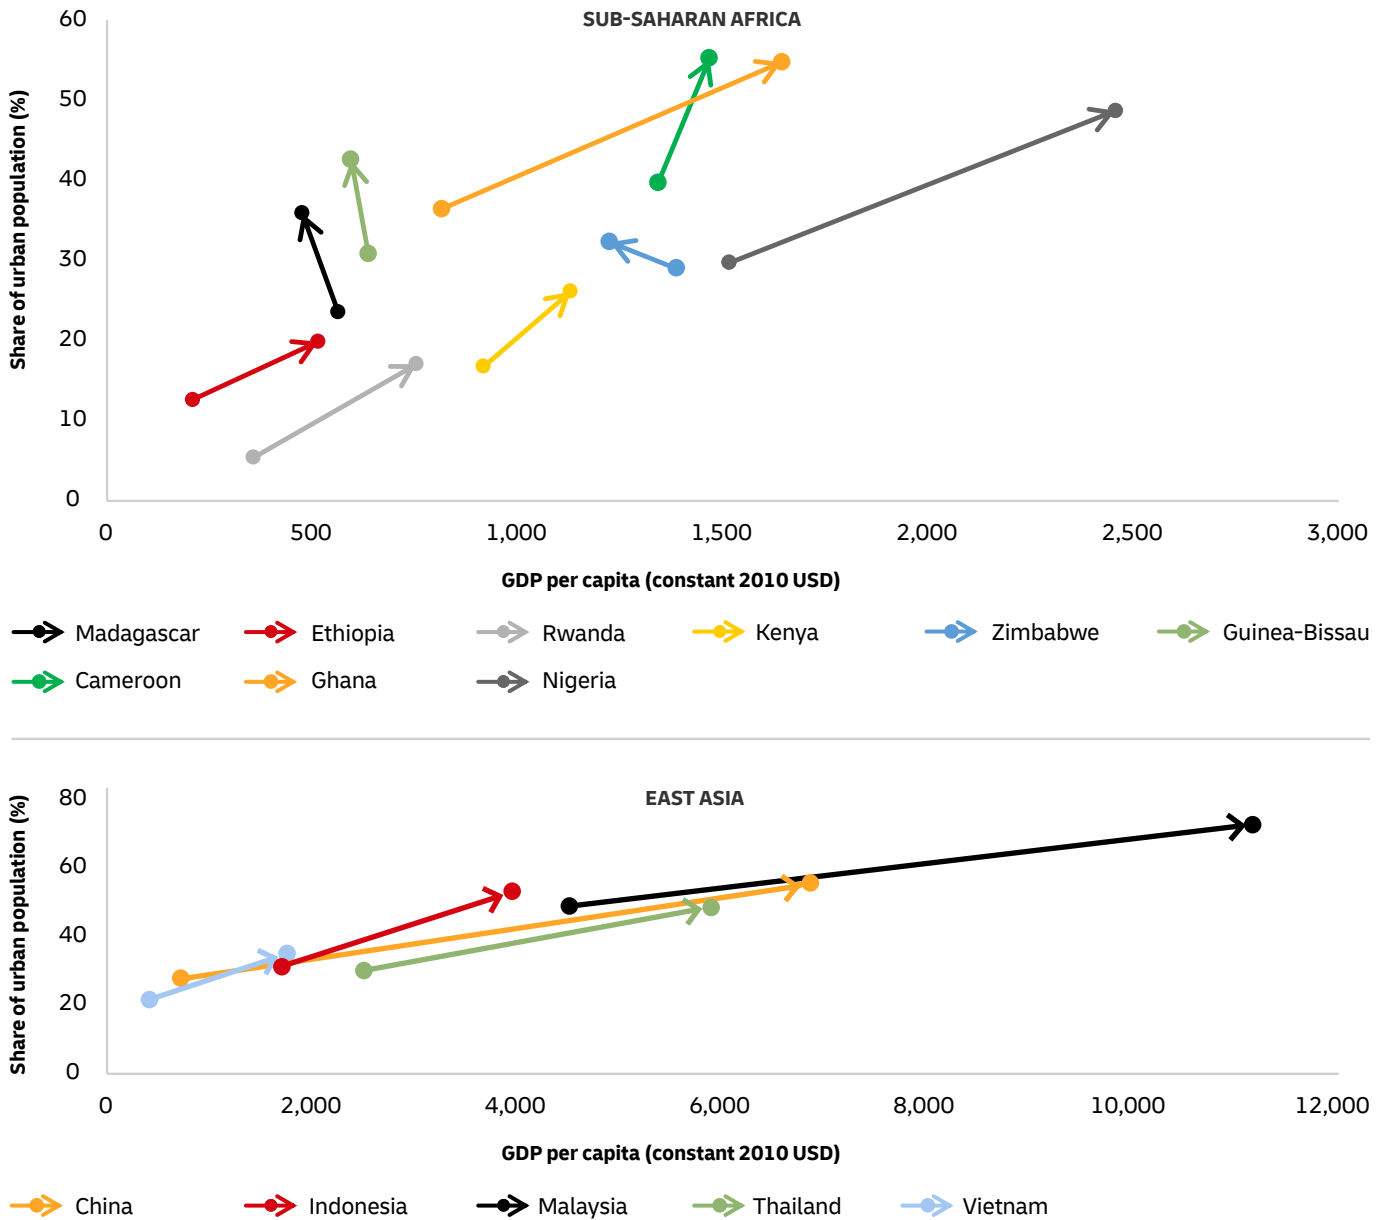 SUB-SAHARAN AFRICA
Share of urban population (%)
60
50
40
30
20
10
0
0 500 1,000 1,500 2,000 2,500 3,000
GDP per capita (constant 2010 USD)
Madagascar Ethiopia Rwanda Kenya Zimbabwe Guinea-Bissau
Cameroon Ghana Nigeria
EAST ASIA
Share of urban population (%)
80
60
40
20
0
0 2,000 4,000 6,000 8,000 10,000 12,000
GDP per capita (constant 2010 USD)
China Indonesia Malaysia Thailand Vietnam